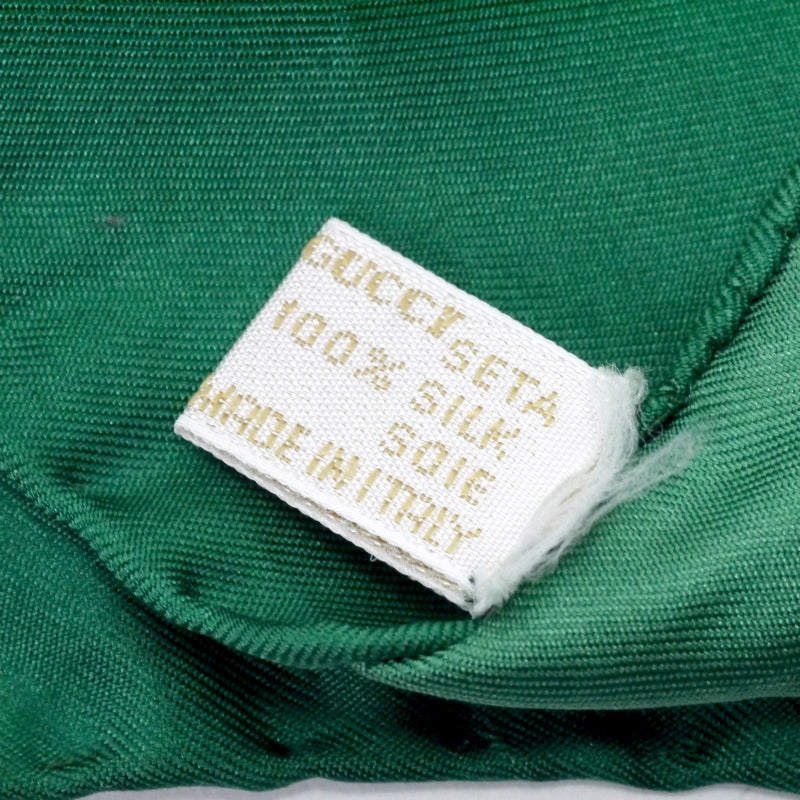 GUCCI
SETA
100% SILK
SOIE
MADE IN ITALY